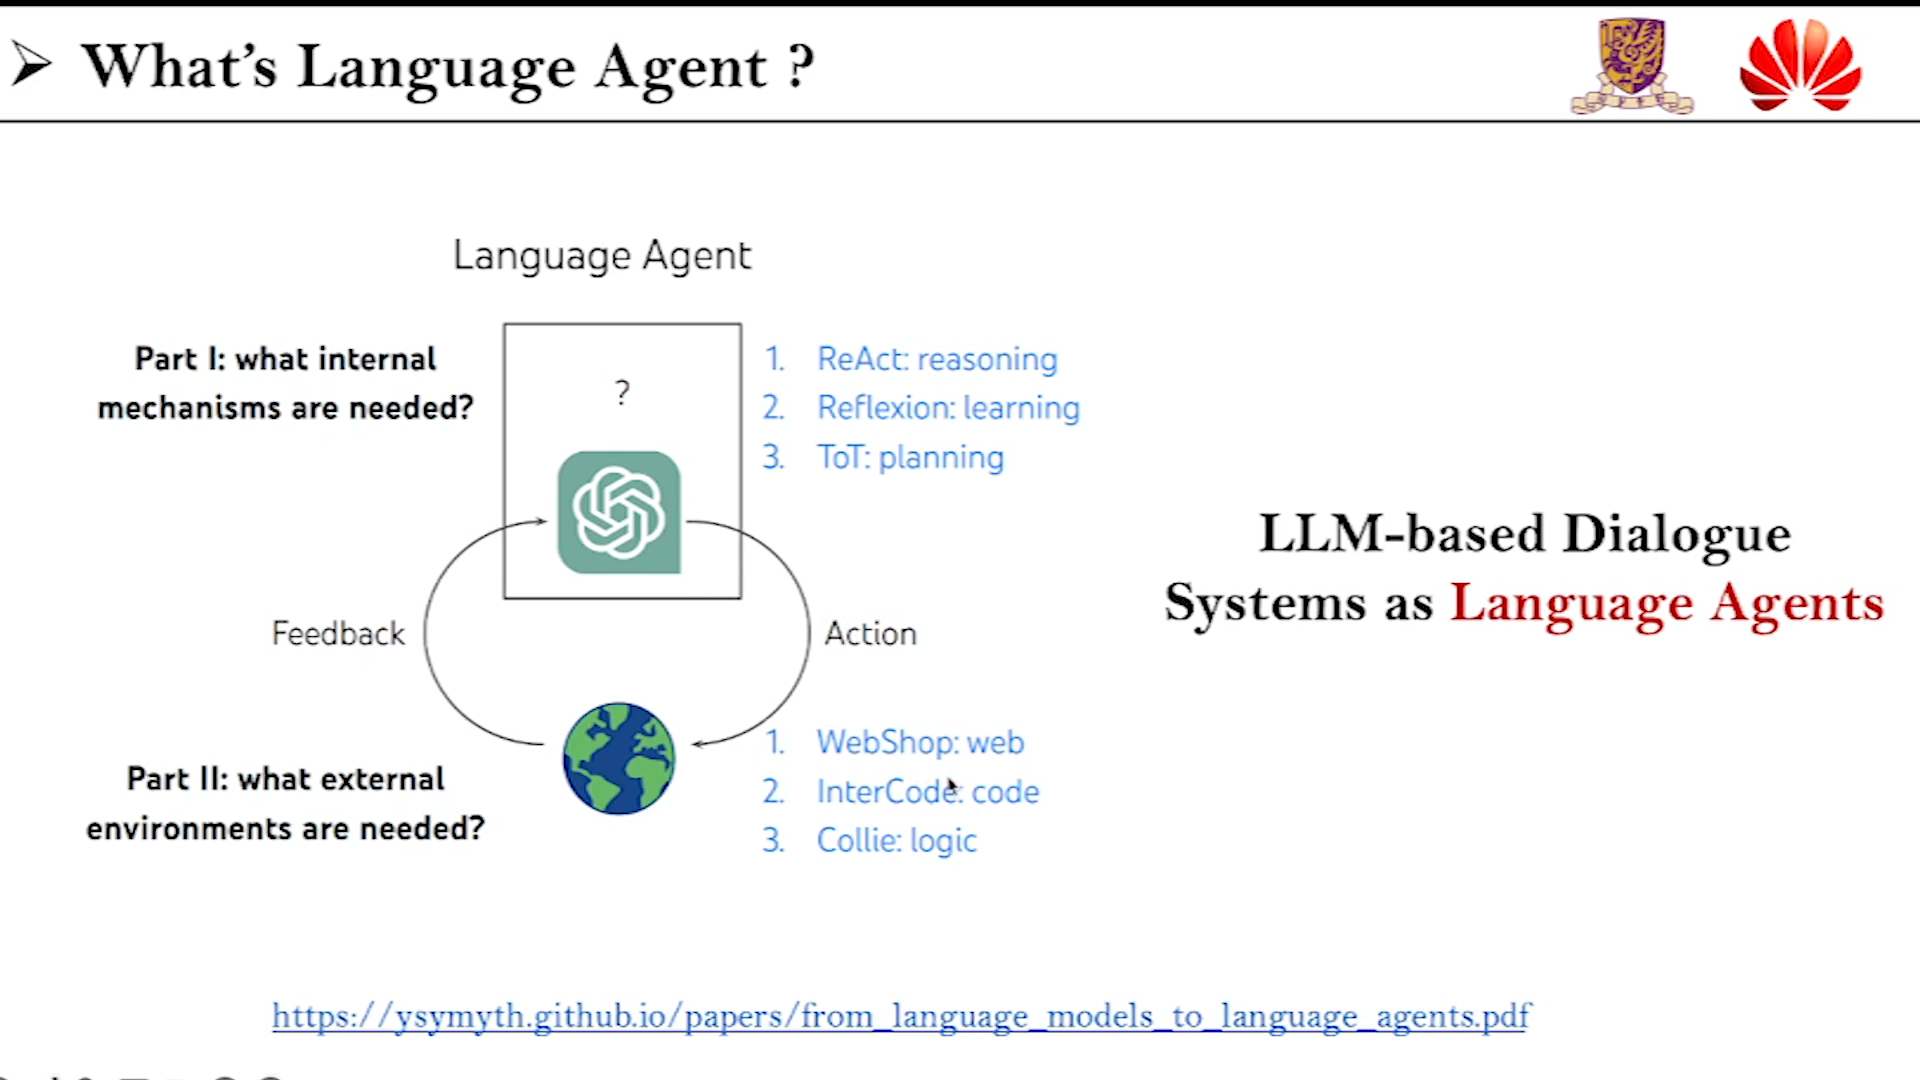 What's Language Agent ?
Language Agent
Part I: what internal
mechanisms are needed?
?
1. ReAct: reasoning
2. Reflexion: learning
3. ToT: planning
LLM-based Dialogue
Systems as Language Agents
Feedback
Action
Part II: what external
environments are needed?
1. WebShop: web
2. InterCode: code
3. Collie: logic
https://ysymyth.github.io/papers/from_language_models_to_language_agents.pdf